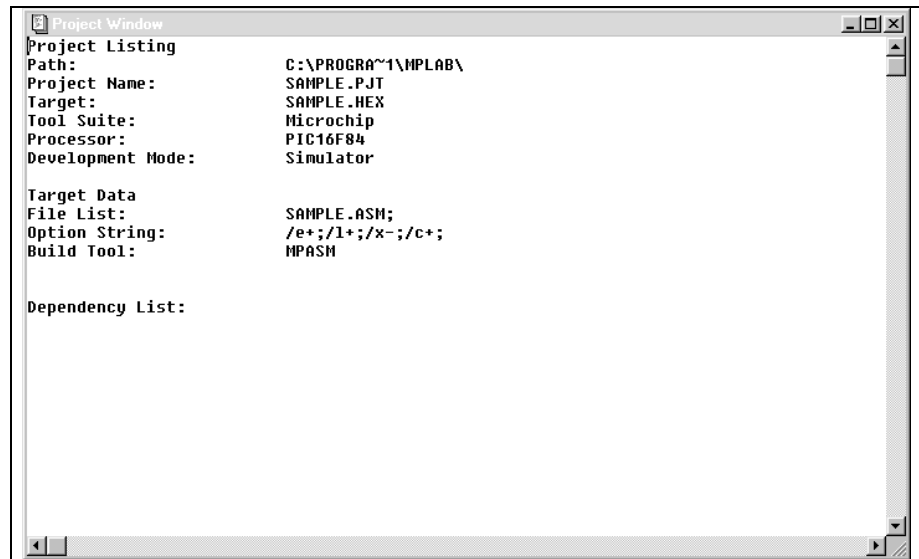 Project Window
Project Listing
Path: C:\PROGRA~1\MPLAB\
Project Name: SAMPLE.PJT
Target: SAMPLE.HEX
Tool Suite: Microchip
Processor: PIC16F84
Development Mode: Simulator
Target Data
File List: SAMPLE.ASM;
Option String: /e+;/l+;/x-;/c+;
Build Tool: MPASM
Dependency List: